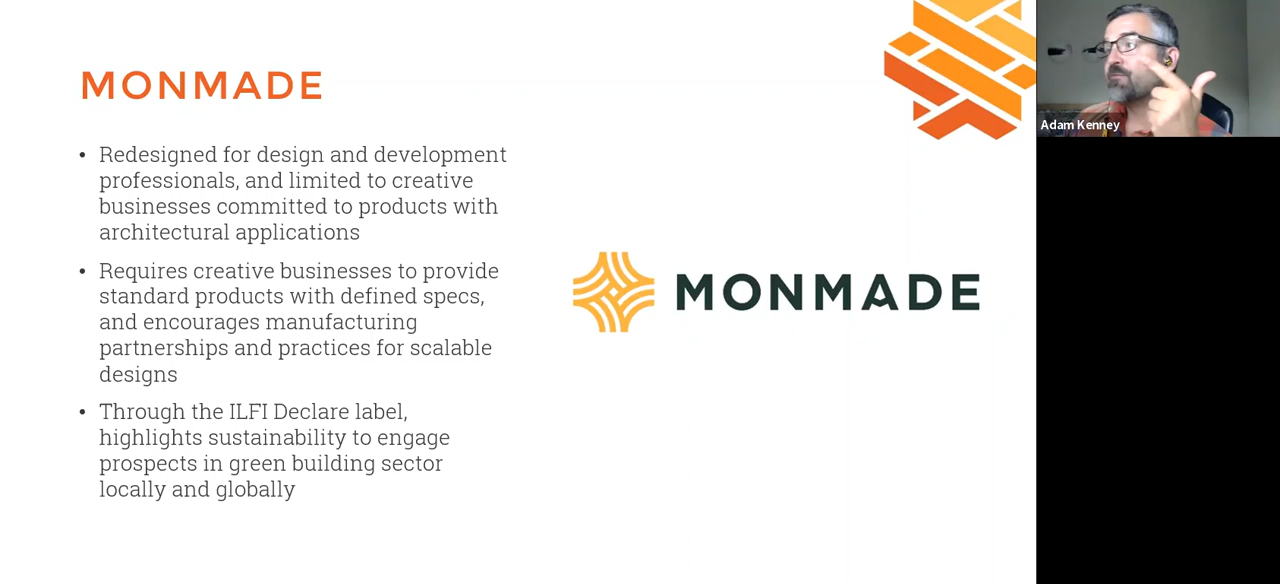 MONMADE
• Redesigned for design and development
professionals, and limited to creative
businesses committed to products with
architectural applications
• Requires creative businesses to provide
standard products with defined specs,
and encourages manufacturing
partnerships and practices for scalable
designs
• Through the ILFI Declare label,
highlights sustainability to engage
prospects in green building sector
locally and globally
MONMADE
Adam Kenney